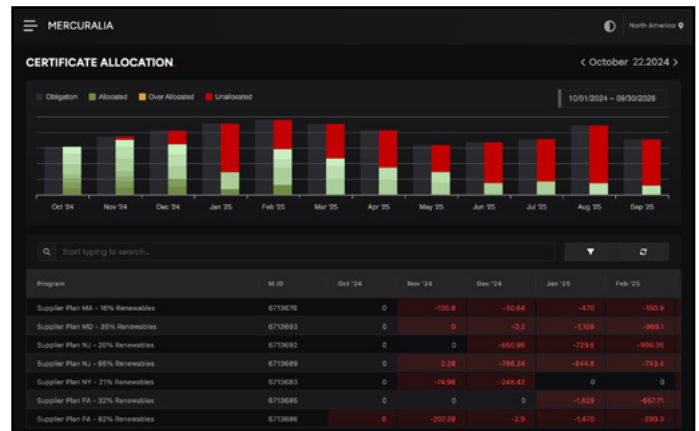 MERCURALIA
North America
CERTIFICATE ALLOCATION.
< October 22,2024 >
Obligation Allocated Over Allocated Unallocated
10/01/2024 – 09/30/2026
Oct '24 Nov '24 Dec '24 Jan '25 Feb '25 Mar '25 Apr '25 May '25 Jun '25 Jul '25 Aug '25 Sep '25
Start typing to search...
Program M.ID Oct '24 Nov '24 Dec '24 Jan '25 Feb '25
Supplier Plan MA - 16% Renewables 6713676 0 -135.8 -30.64 -470 -150.9
Supplier Plan MD - 35% Renewables 6713693 0 0 -0.2 -1,108 -989.1
Supplier Plan NJ - 20% Renewables 6713692 0 0 -660.96 -729.6 -906.36
Supplier Plan NJ - 66% Renewables 6713689 0 0.28 -786.24 -844.8 -743.4
Supplier Plan NY - 21% Renewables 6713683 0 -74.96 -248.42 0 0
Supplier Plan PA - 32% Renewables 6713685 0 0 0 -1,829 -857.71
Supplier Plan PA - 82% Renewables 6713686 0 -207.28 -2.9 -1,470 -289.3